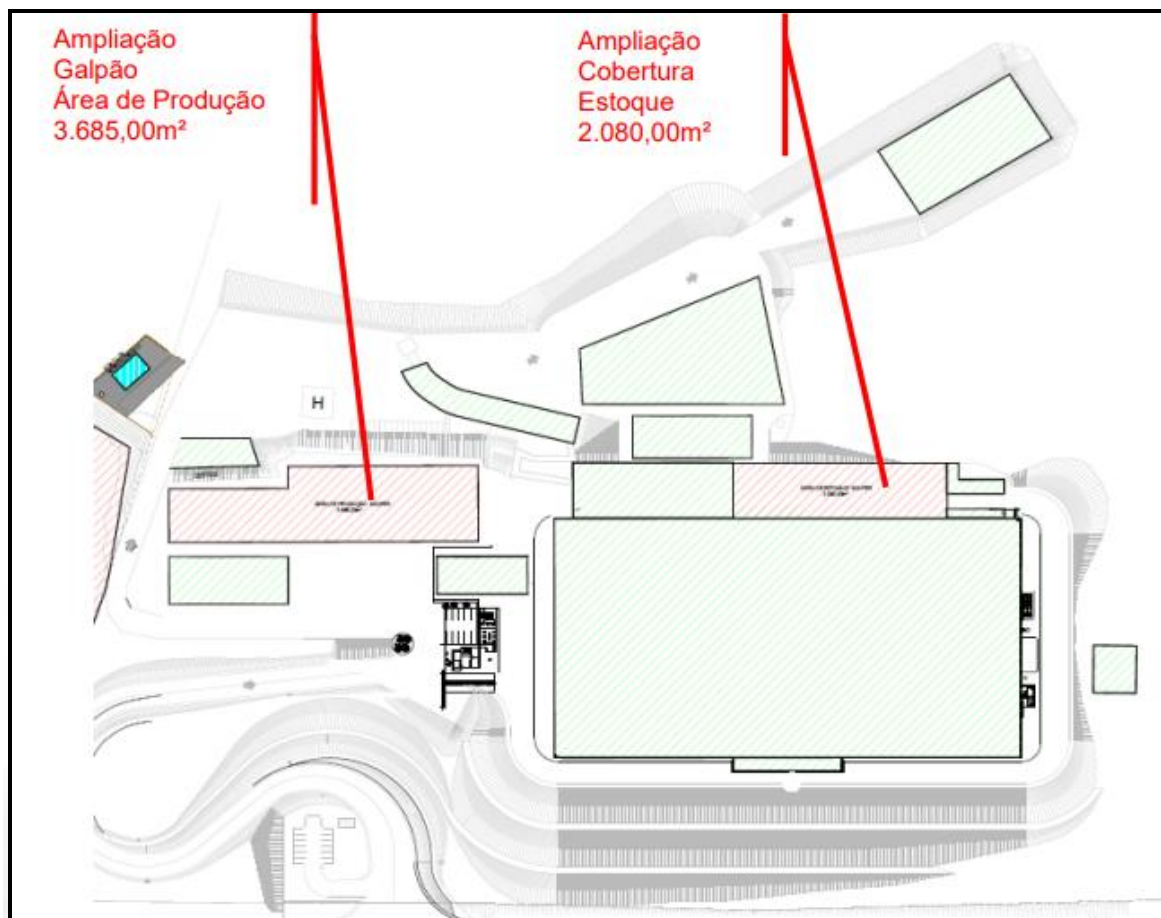 Ampliação
Galpão
Área de Produção
3.685,00m²
Ampliação
Cobertura
Estoque
2.080,00m²
H